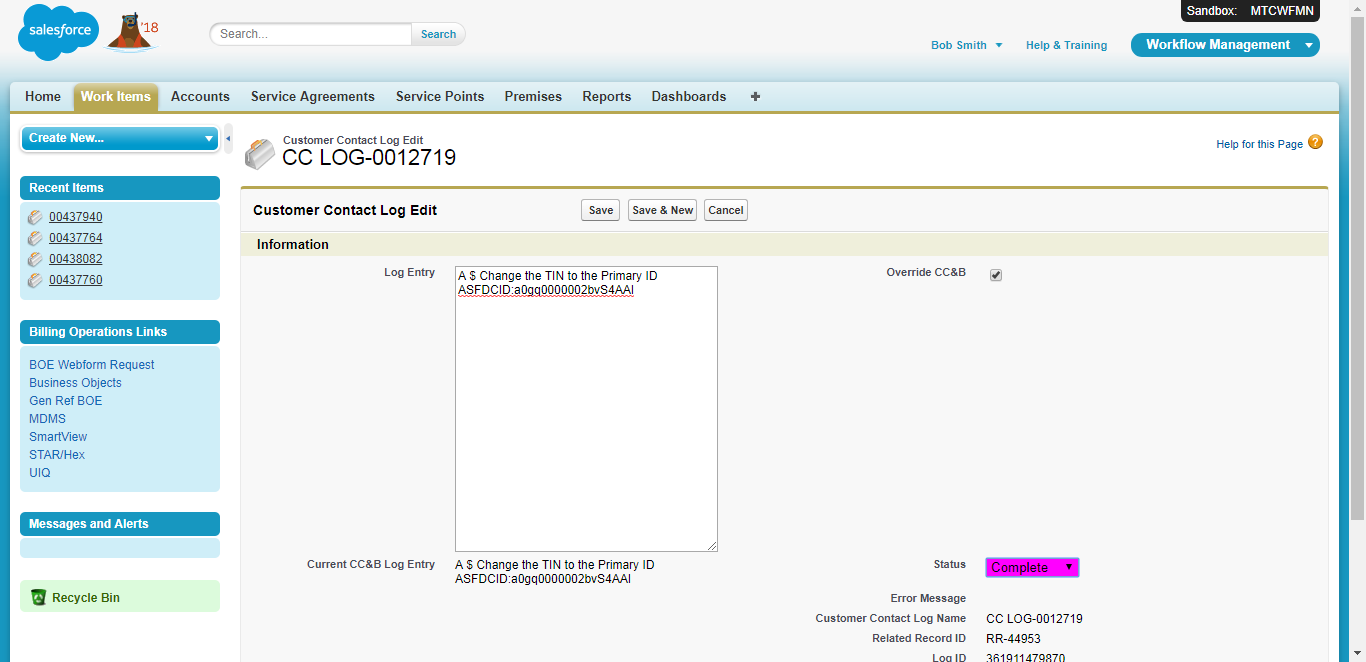 Sandbox: MTCWFMN
salesforce
'18
Search...
Search
Bob Smith
Help & Training
Workflow Management
Home
Work Items
Accounts
Service Agreements
Service Points
Premises
Reports
Dashboards
+
Create New...
Customer Contact Log Edit
CC LOG-0012719
Help for this Page ?
Recent Items
00437940
00437764
00438082
00437760
Billing Operations Links
BOE Webform Request
Business Objects
Gen Ref BOE
MDMS
SmartView
STAR/Hex
UIQ
Messages and Alerts
Recycle Bin
Customer Contact Log Edit
Save
Save & New
Cancel
Information
Log Entry
A $ Change the TIN to the Primary ID
ASFDCID:a0gq0000002bvS4AAI
Override CC&B
Current CC&B Log Entry
A $ Change the TIN to the Primary ID
ASFDCID:a0gq0000002bvS4AAI
Status
Complete
Error Message
Customer Contact Log Name CC LOG-0012719
Related Record ID RR-44953
Log ID 361911479870